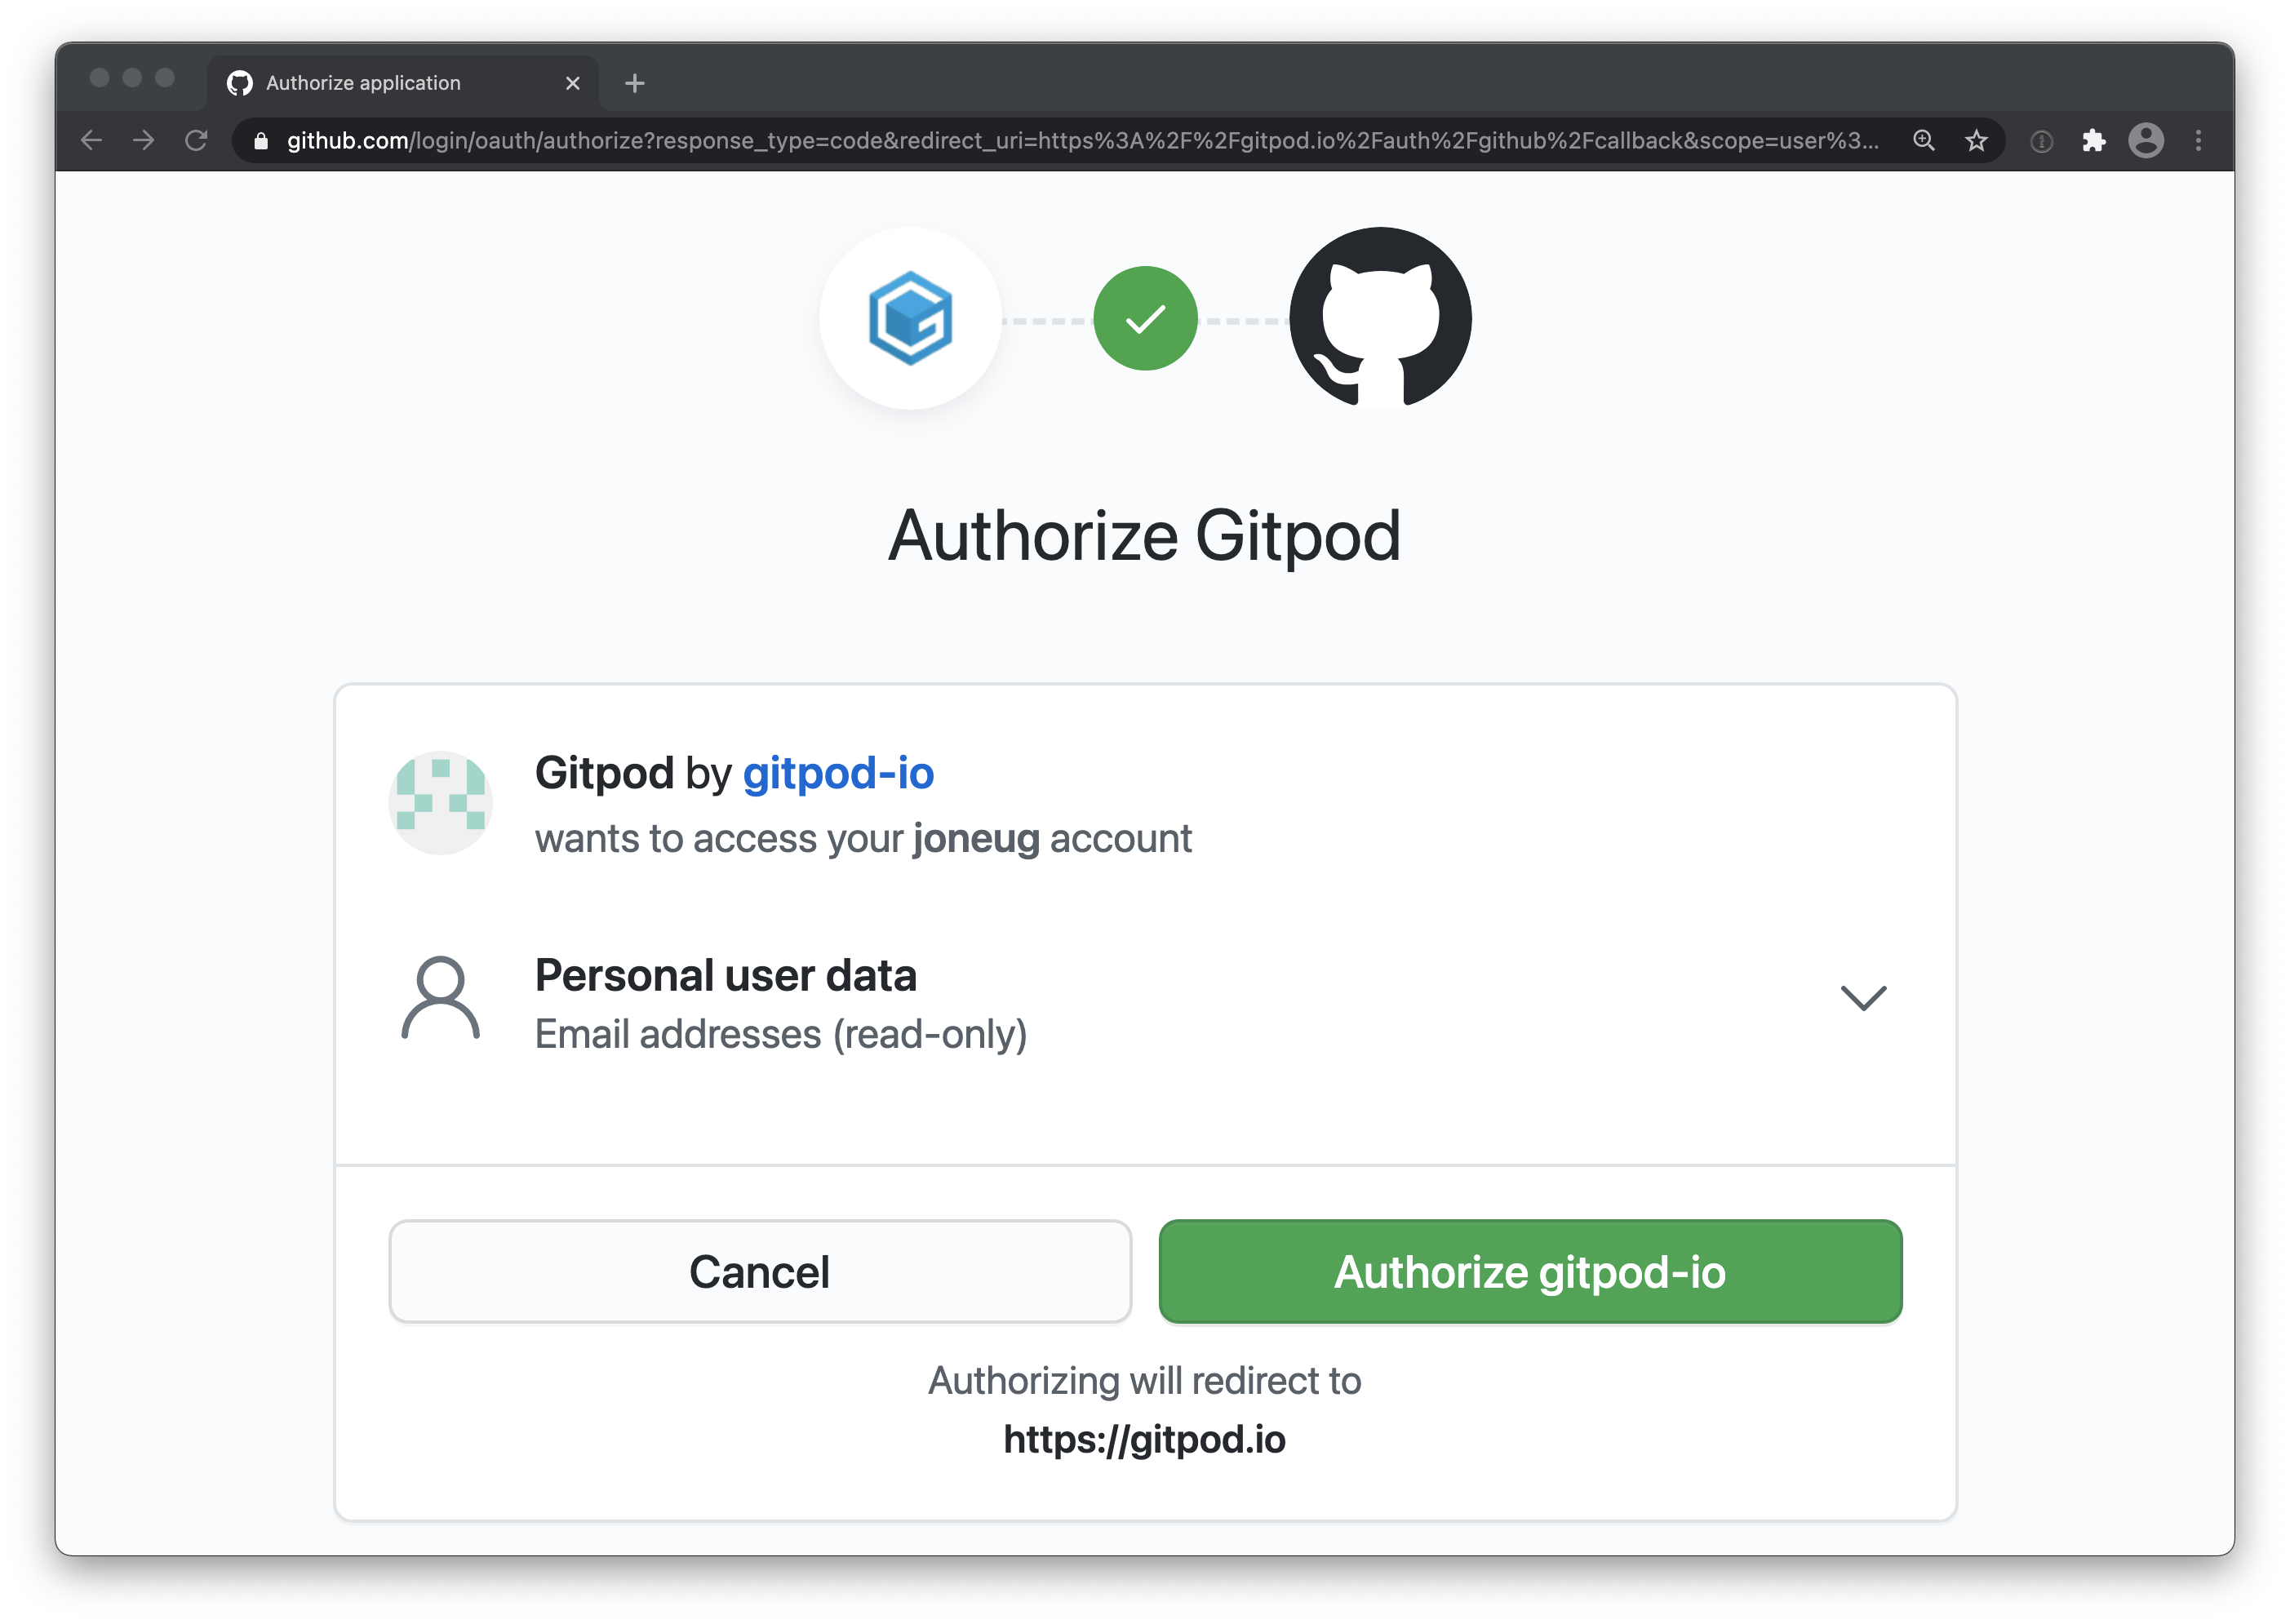 Authorize application
github.com/login/oauth/authorize?response_type=code&redirect_uri=https%3A%2F%2Fgitpod.io%2Fauth%2Fgithub%2Fcallback&scope=user%3...
Authorize Gitpod
Gitpod by gitpod-io
wants to access your joneug account
Personal user data
Email addresses (read-only)
Cancel
Authorize gitpod-io
Authorizing will redirect to
https://gitpod.io